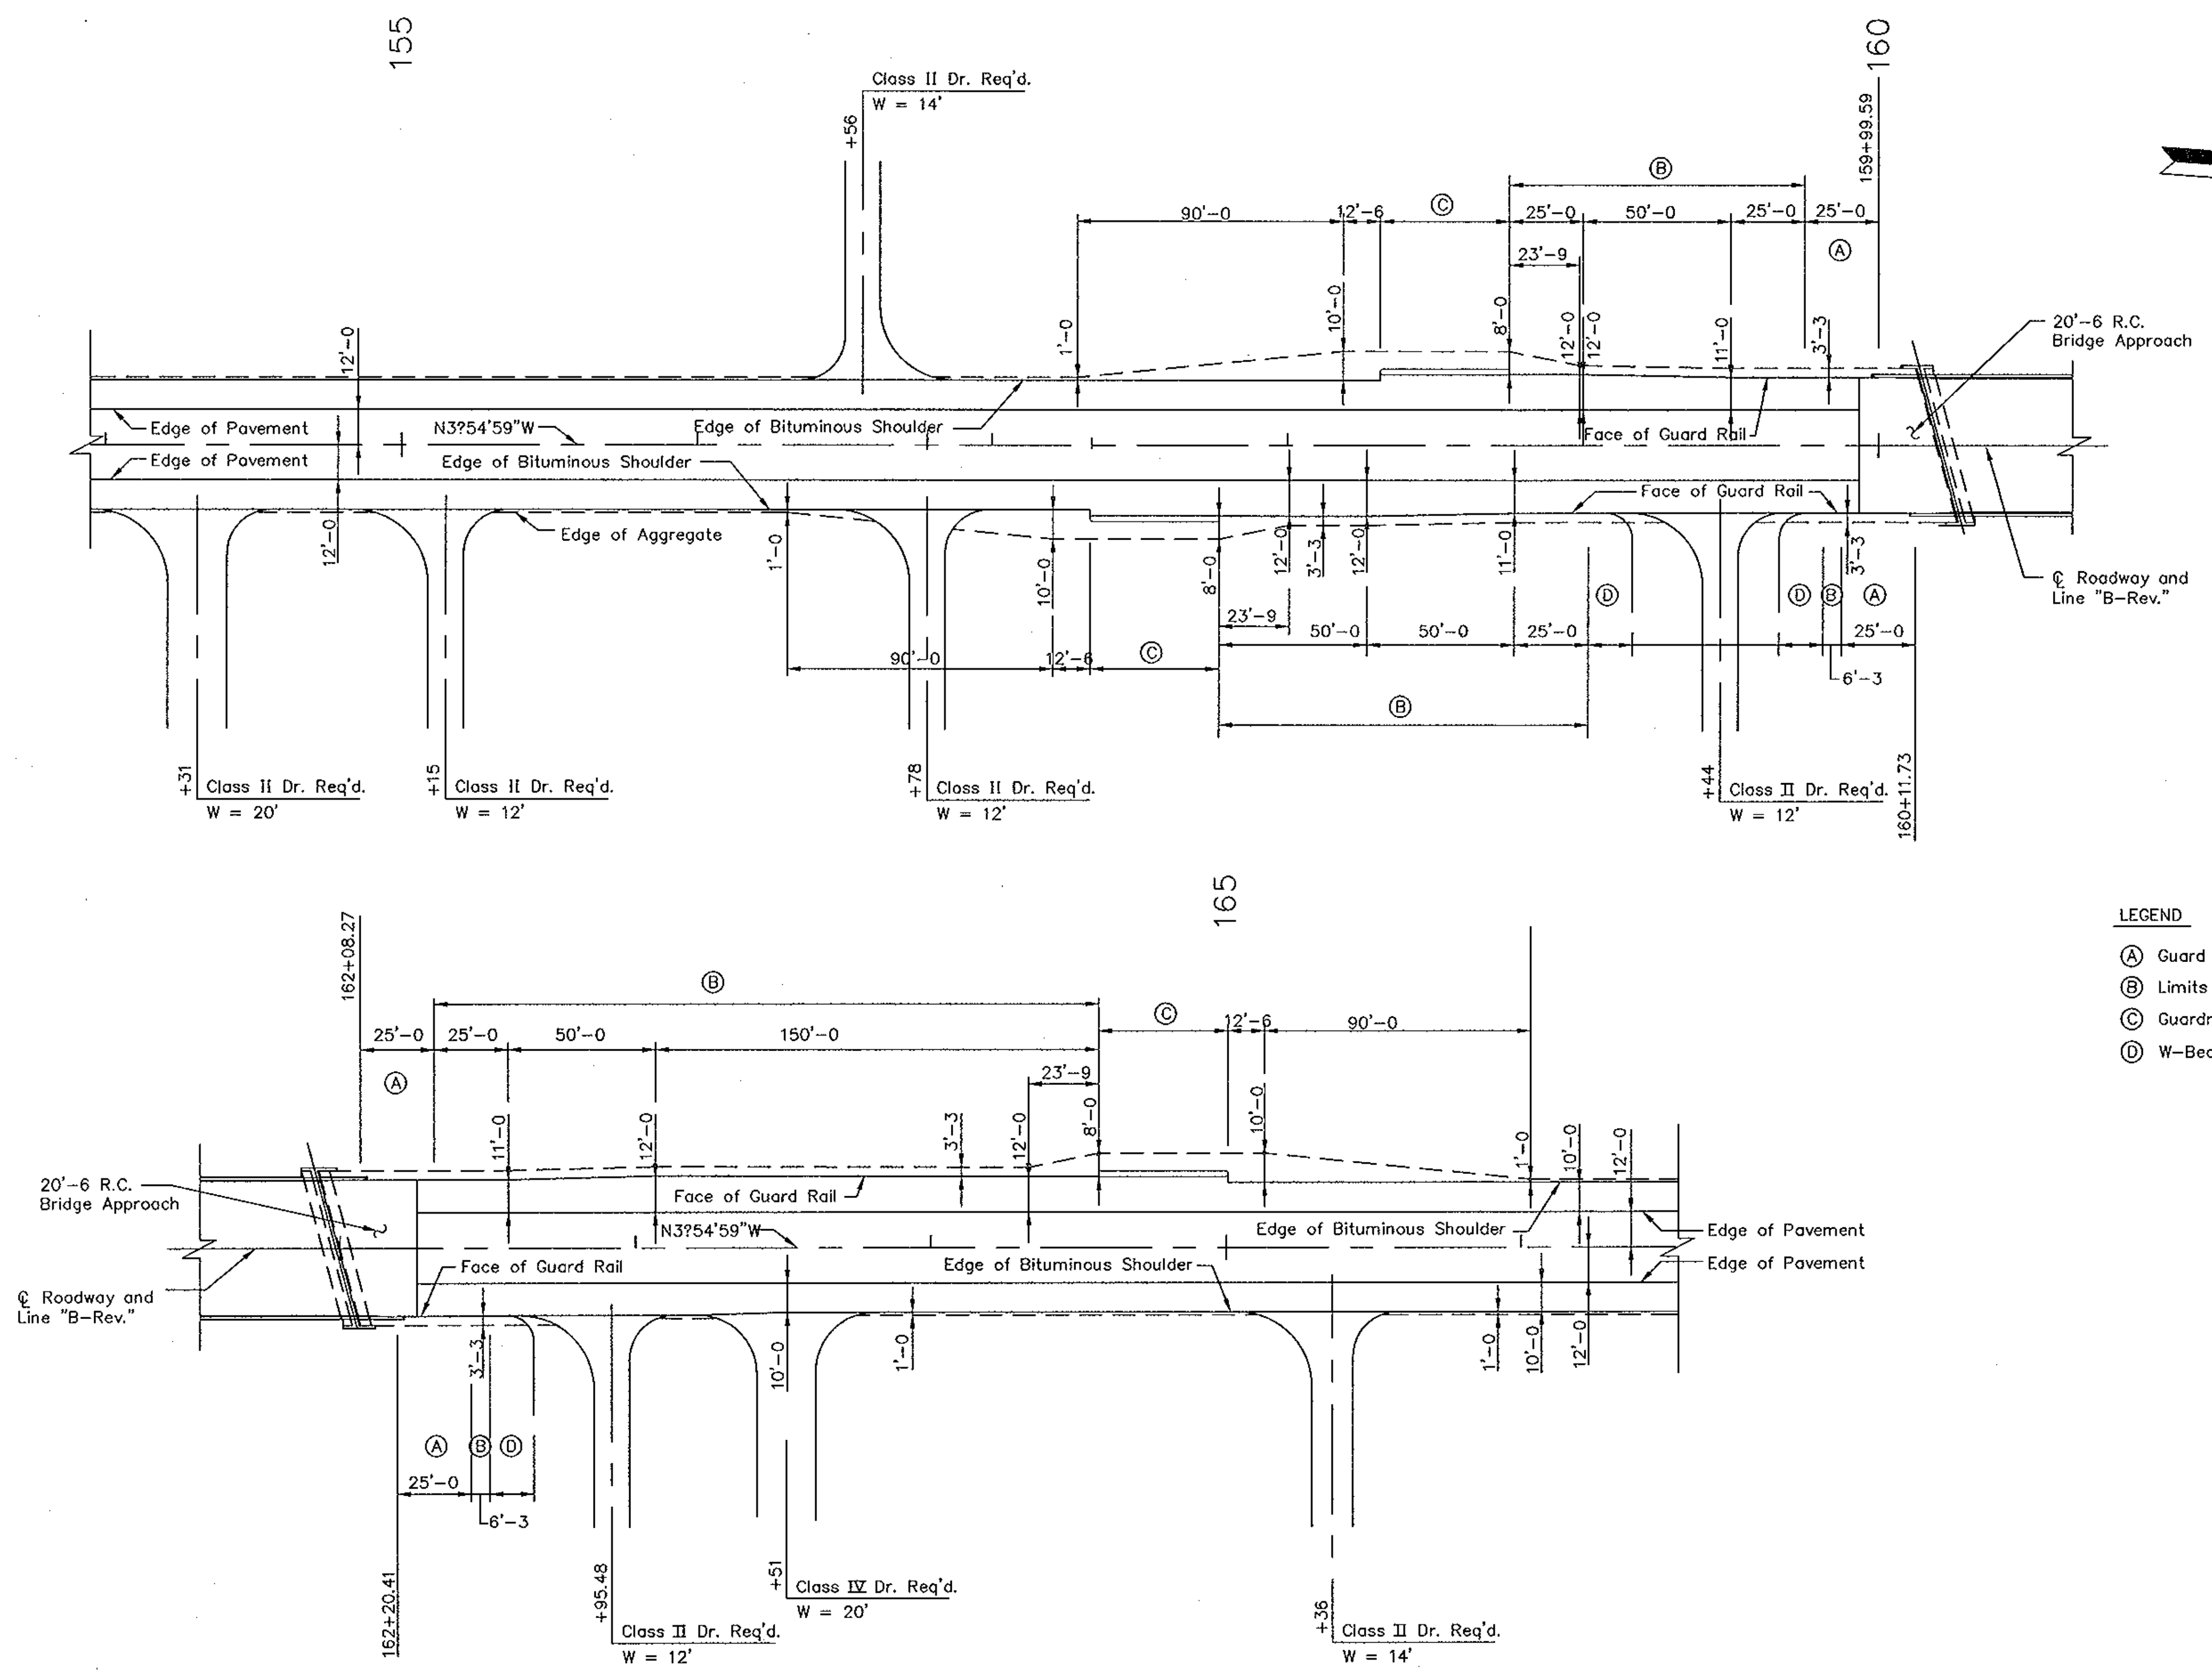 155
160
Class II Dr. Req'd.
W = 14'
+56
159+99.59
B
90'-0
12'-6
C
25'-0
50'-0
25'-0
25'-0
23'-9
A
12'-0
1'-0
10'-0
8'-0
12'-0
12'-0
11'-0
3'-3
20'-6 R.C.
Bridge Approach
Edge of Pavement
N3?54'59"W
Edge of Bituminous Shoulder
Face of Guard Rail
Edge of Pavement
Edge of Bituminous Shoulder
Face of Guard Rail
Edge of Aggregate
12'-0
1'-0
10'-0
8'-0
12'-0
3'-3
12'-0
11'-0
3'-3
℄ Roadway and
Line "B-Rev."
D
D
B
A
23'-9
50'-0
50'-0
25'-0
25'-0
90'-0
12'-6
C
6'-3
B
+31
Class II Dr. Req'd.
W = 20'
+15
Class II Dr. Req'd.
W = 12'
+78
Class II Dr. Req'd.
W = 12'
+44
Class II Dr. Req'd.
W = 12'
160+11.73
165
LEGEND
A Guard
B Limits
C Guardr
D W-Bea
162+08.27
B
C
12'-6
90'-0
25'-0
25'-0
50'-0
150'-0
23'-9
A
11'-0
12'-0
3'-3
12'-0
8'-0
10'-0
1'-0
10'-0
12'-0
20'-6 R.C.
Bridge Approach
Face of Guard Rail
N3?54'59"W
Edge of Bituminous Shoulder
Edge of Pavement
Face of Guard Rail
Edge of Bituminous Shoulder
Edge of Pavement
℄ Roadway and
Line "B-Rev."
3'-3
10'-0
1'-0
1'-0
10'-0
12'-0
A
B
D
25'-0
6'-3
162+20.41
+95.48
Class II Dr. Req'd.
W = 12'
+51
Class IV Dr. Req'd.
W = 20'
+36
Class II Dr. Req'd.
W = 14'